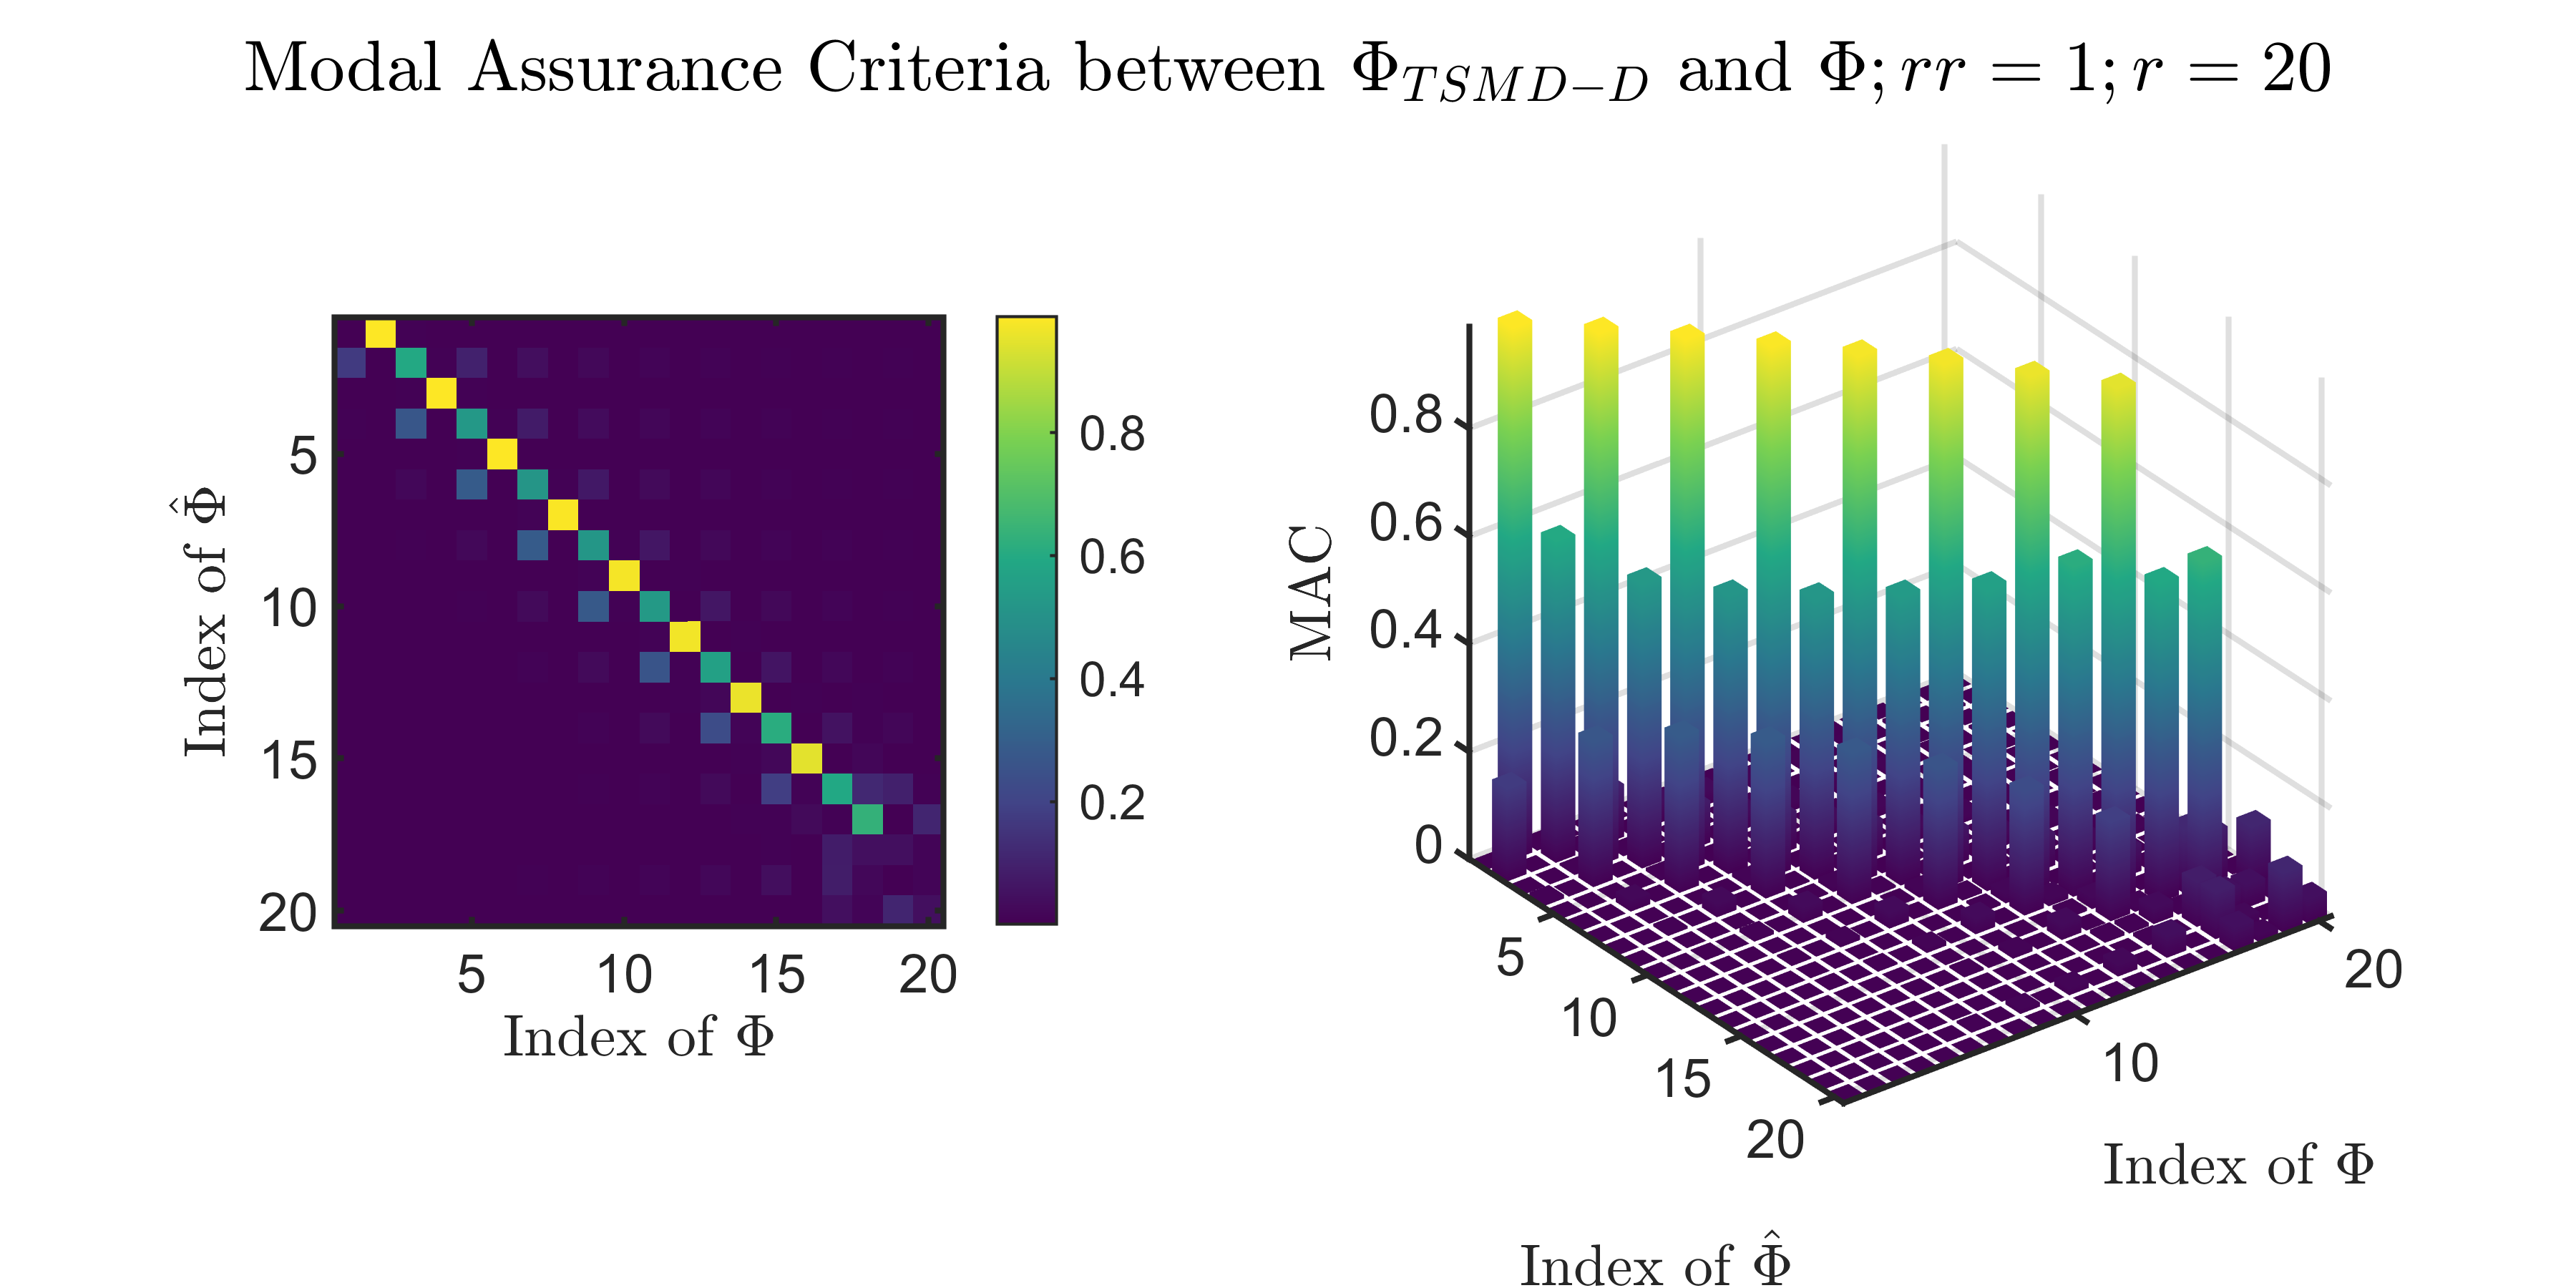 Modal Assurance Criteria between Φ_{TSMD−D} and Φ; rr = 1; r = 20
Index of Φ̂
5
10
15
20
5 10 15 20
Index of Φ
0.8
0.6
0.4
0.2
MAC
0.8
0.6
0.4
0.2
0
5
10
15
20
Index of Φ̂
10
20
Index of Φ